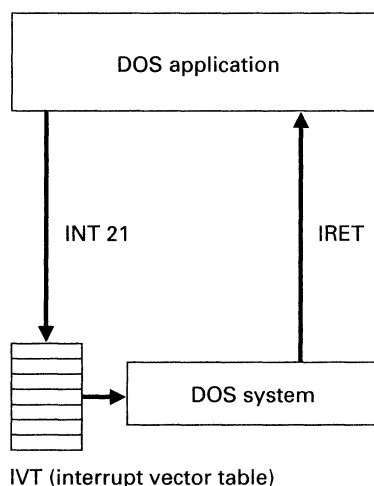 DOS application
INT 21
IRET
DOS system
IVT (interrupt vector table)